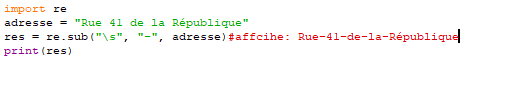 import re
adresse = "Rue 41 de la République"
res = re.sub("\s", "-", adresse)#affcihe: Rue-41-de-la-République
print(res)